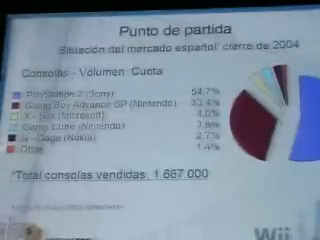 Punto de partida
Situación del mercado español: cierre de 2004
Consolas - Volumen Cuota
PlayStation 2 (Sony) 54,7%
Game Boy Advance SP (Nintendo) 33,4%
X - Box (Microsoft) 4,0%
Game Cube (Nintendo) 3,8%
N - Gage (Nokia) 2,7%
Otras 1,4%
*Total consolas vendidas: 1.667.000
Wii